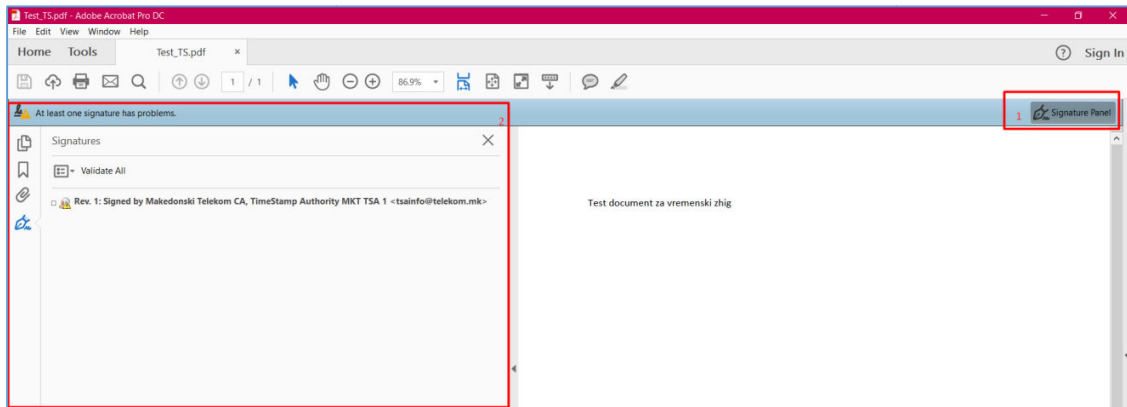 Test_TS.pdf - Adobe Acrobat Pro DC
File Edit View Window Help
Home Tools Test_TS.pdf × ? Sign In
1 / 1 86.9%
At least one signature has problems.
2
1 Signature Panel
Signatures
Validate All
Rev. 1: Signed by Makedonski Telekom CA, TimeStamp Authority MKT TSA 1 <tsainfo@telekom.mk>
Test document za vremenski zhig